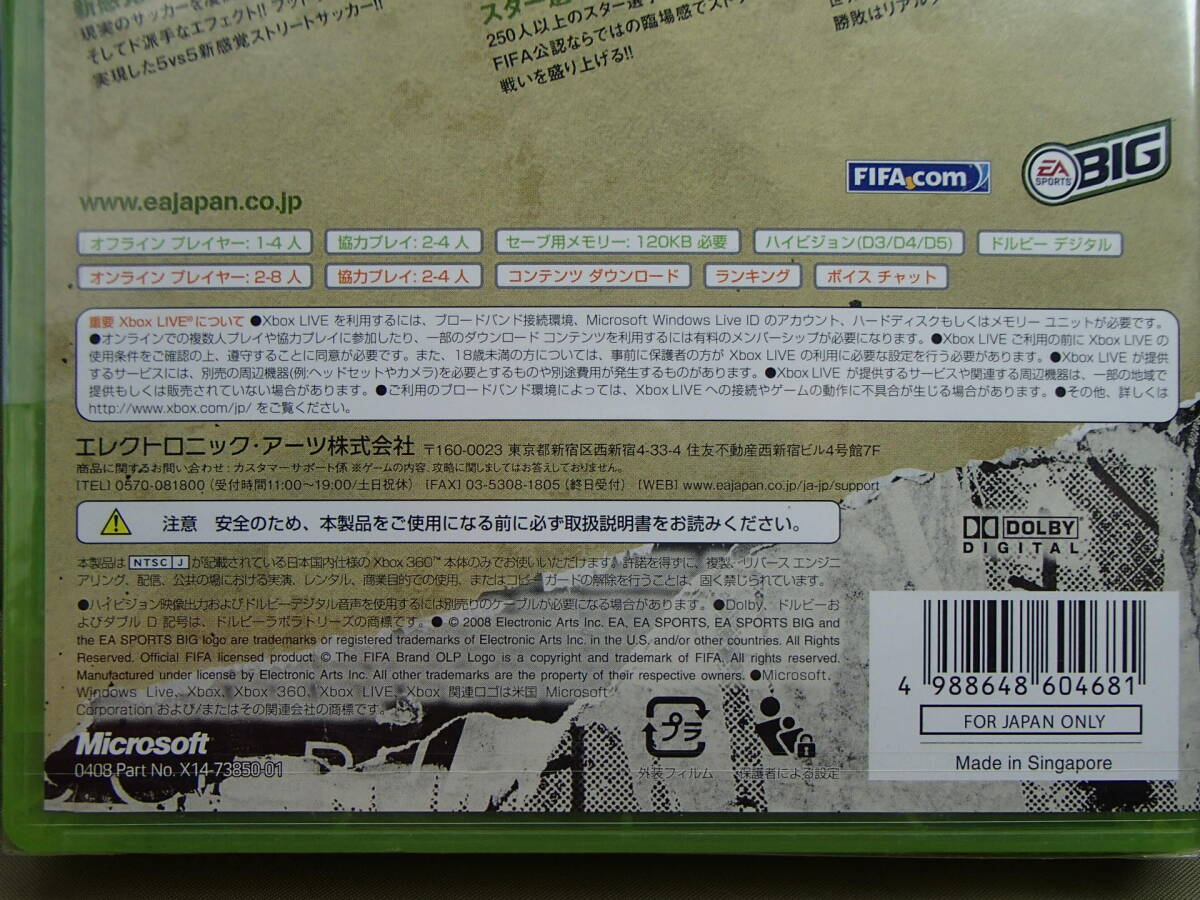 現実のサッカーを凌
そしてド派手なエフェクト!!
実現した5vs5新感覚ストリートサッカー!!
250人以上のスター選手
FIFA公認ならではの臨場感で
戦いを盛り上げる!!
勝敗はリアル
www.eajapan.co.jp
FIFA.com
EA SPORTS BIG
オフライン プレイヤー: 1-4 人
協力プレイ: 2-4 人
セーブ用メモリー: 120KB 必要
ハイビジョン(D3/D4/D5)
ドルビー デジタル
オンライン プレイヤー: 2-8 人
協力プレイ: 2-4 人
コンテンツ ダウンロード
ランキング
ボイス チャット
重要 Xbox LIVE®について ●Xbox LIVE を利用するには、ブロードバンド接続環境、Microsoft Windows Live ID のアカウント、ハードディスクもしくはメモリー ユニットが必要です。
●オンラインでの複数人プレイや協力プレイに参加したり、一部のダウンロード コンテンツを利用するには有料のメンバーシップが必要になります。●Xbox LIVE ご利用の前に Xbox LIVE の
使用条件をご確認の上、遵守することに同意が必要です。また、18歳未満の方については、事前に保護者の方が Xbox LIVE の利用に必要な設定を行う必要があります。●Xbox LIVE が提供
するサービスには、別売の周辺機器(例:ヘッドセットやカメラ)を必要とするものや別途費用が発生するものがあります。●Xbox LIVE が提供するサービスや関連する周辺機器は、一部の地域で
提供もしくは販売されていない場合があります。●ご利用のブロードバンド環境によっては、Xbox LIVE への接続やゲームの動作に不具合が生じる場合があります。●その他、詳しくは
http://www.xbox.com/jp/ をご覧ください。
エレクトロニック・アーツ株式会社 〒160-0023 東京都新宿区西新宿4-33-4 住友不動産西新宿ビル4号館7F
商品に関するお問い合わせ:カスタマーサポート係 ※ゲームの内容、攻略に関しましてはお答えしておりません。
[TEL] 0570-081800 (受付時間11:00〜19:00/土日祝休) [FAX] 03-5308-1805 (終日受付) [WEB] www.eajapan.co.jp/ja-jp/support
注意 安全のため、本製品をご使用になる前に必ず取扱説明書をお読みください。
DOLBY
DIGITAL
本製品は NTSC J が記載されている日本国内仕様の Xbox 360™ 本体のみでお使いいただけます。許諾を得ずに、複製、リバース エンジニ
アリング、配信、公共の場における実演、レンタル、商業目的での使用、またはコピー ガードの解除を行うことは、固く禁じられています。
●ハイビジョン映像出力およびドルビーデジタル音声を使用するには別売りのケーブルが必要になる場合があります。●Dolby、ドルビーお
よびダブル D 記号は、ドルビーラボラトリーズの商標です。● © 2008 Electronic Arts Inc. EA, EA SPORTS, EA SPORTS BIG and
the EA SPORTS BIG logo are trademarks or registered trademarks of Electronic Arts Inc. in the U.S. and/or other countries. All Rights
Reserved. Official FIFA licensed product. © The FIFA Brand OLP Logo is a copyright and trademark of FIFA. All rights reserved.
Manufactured under license by Electronic Arts Inc. All other trademarks are the property of their respective owners. ●Microsoft、
Windows Live、Xbox、Xbox 360、Xbox LIVE、Xbox 関連ロゴは米国 Microsoft
Corporation および/またはその関連会社の商標です。
Microsoft
0408 Part No. X14-73850-01
プラ
外装フィルム
保護者による設定
4 988648 604681
FOR JAPAN ONLY
Made in Singapore